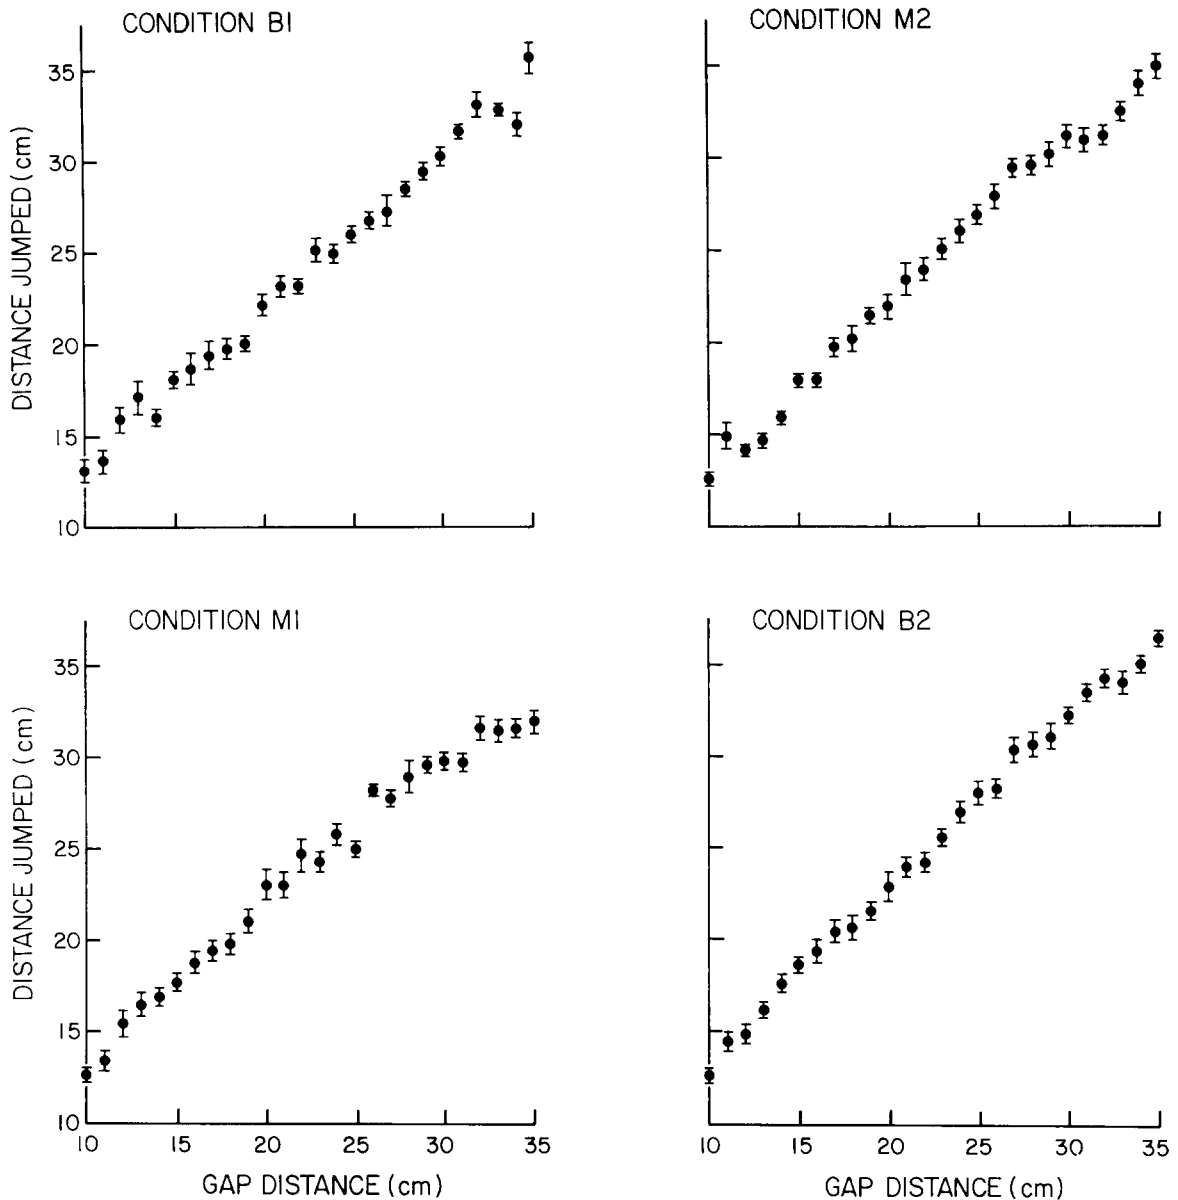 CONDITION B1
35
30
25
20
15
10
DISTANCE JUMPED (cm)
CONDITION M2
CONDITION M1
35
30
25
20
15
10
DISTANCE JUMPED (cm)
10 15 20 25 30 35
GAP DISTANCE (cm)
CONDITION B2
10 15 20 25 30 35
GAP DISTANCE (cm)